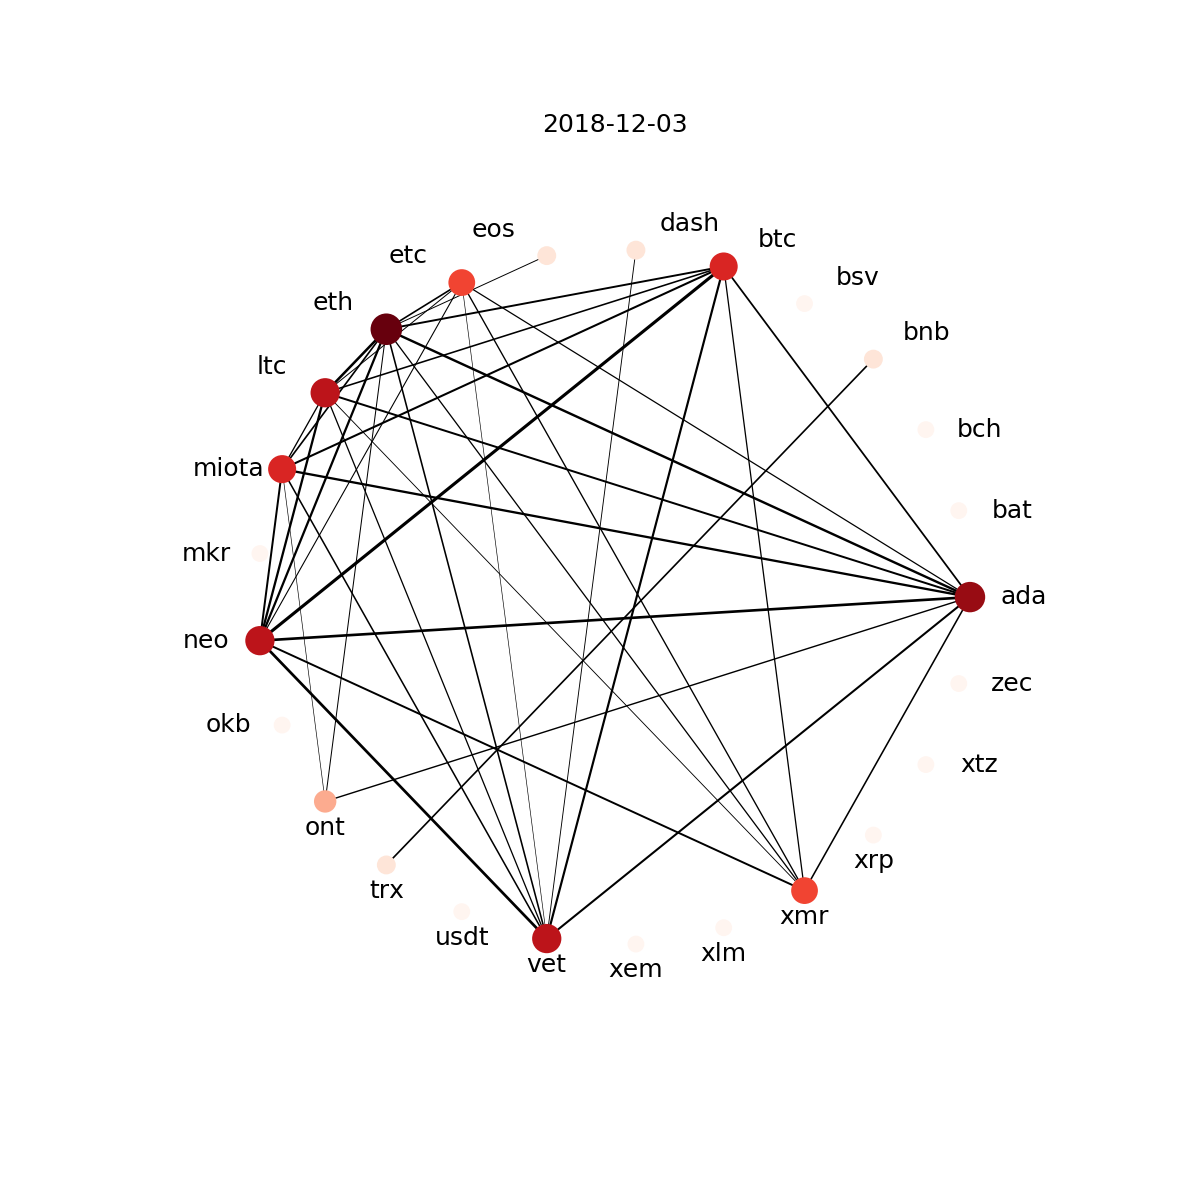 2018-12-03
dash
eos
btc
etc
bsv
eth
bnb
ltc
bch
miota
bat
mkr
ada
neo
zec
okb
xtz
ont
xrp
trx
xmr
usdt
xlm
vet
xem